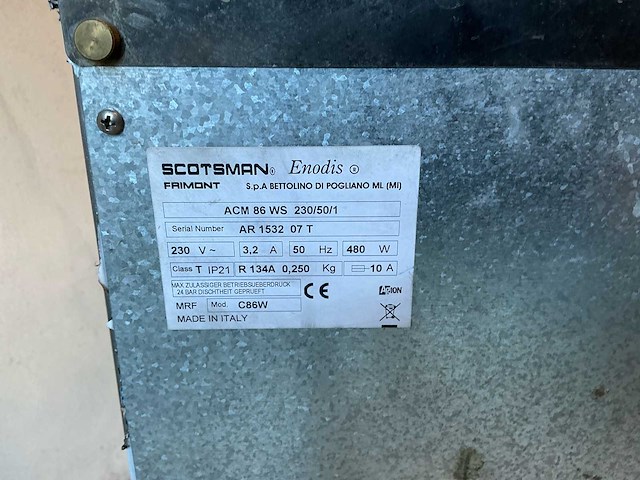 SCOTSMAN® Enodis ®
FRIMONT S.p.A BETTOLINO DI POGLIANO ML (MI)
ACM 86 WS 230/50/1
Serial Number AR 1532 07 T
230 V ~ 3,2 A 50 Hz 480 W
Class T IP21 R 134A 0,250 Kg 10 A
MAX ZULASSIGER BETRIEBSUEBERDRUCK
24 BAR DISCHTHEIT GEPRUEFT
CE
AgION
MRF Mod. C86W
MADE IN ITALY